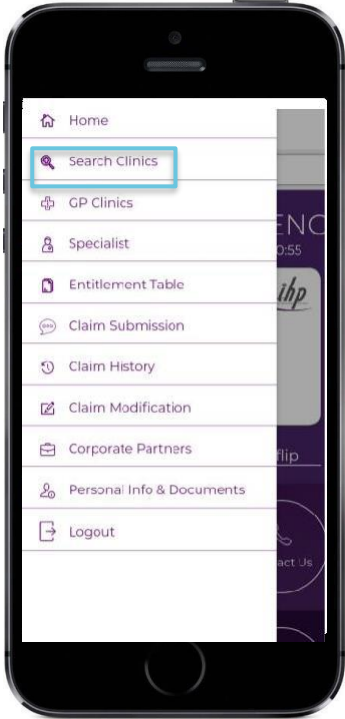 Home
Search Clinics
GP Clinics
ENC
Specialist
0:55
Entitlement Table
ihp
Claim Submission
Claim History
Claim Modification
Corporate Partners
flip
Personal Info & Documents
Logout
act Us